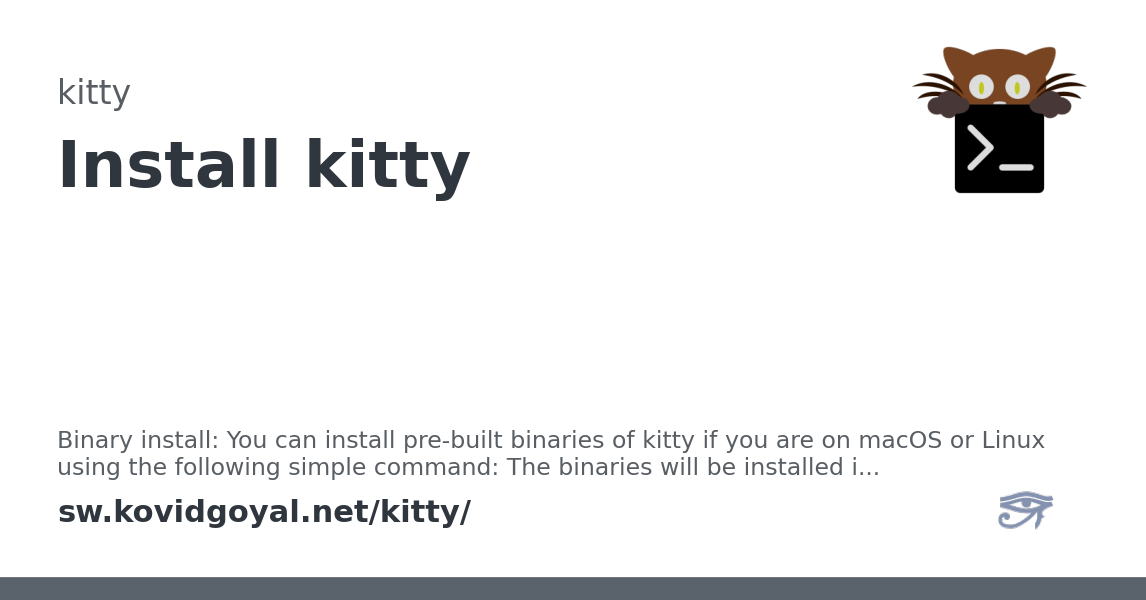 kitty
Install kitty
Binary install: You can install pre-built binaries of kitty if you are on macOS or Linux
using the following simple command: The binaries will be installed i...
sw.kovidgoyal.net/kitty/